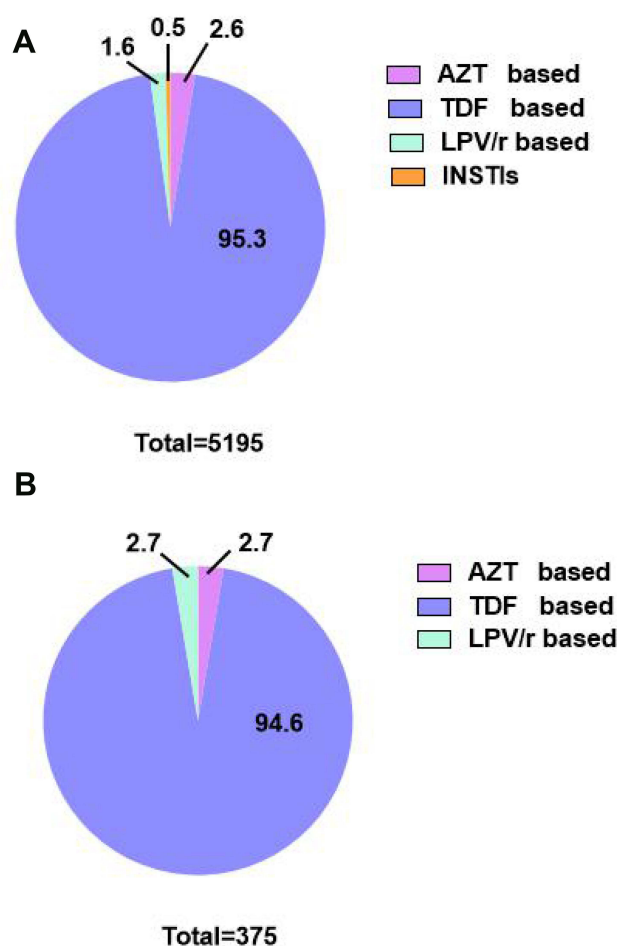 A
0.5
1.6
2.6
95.3
AZT based
TDF based
LPV/r based
INSTIs
Total=5195
B
2.7
2.7
94.6
AZT based
TDF based
LPV/r based
Total=375